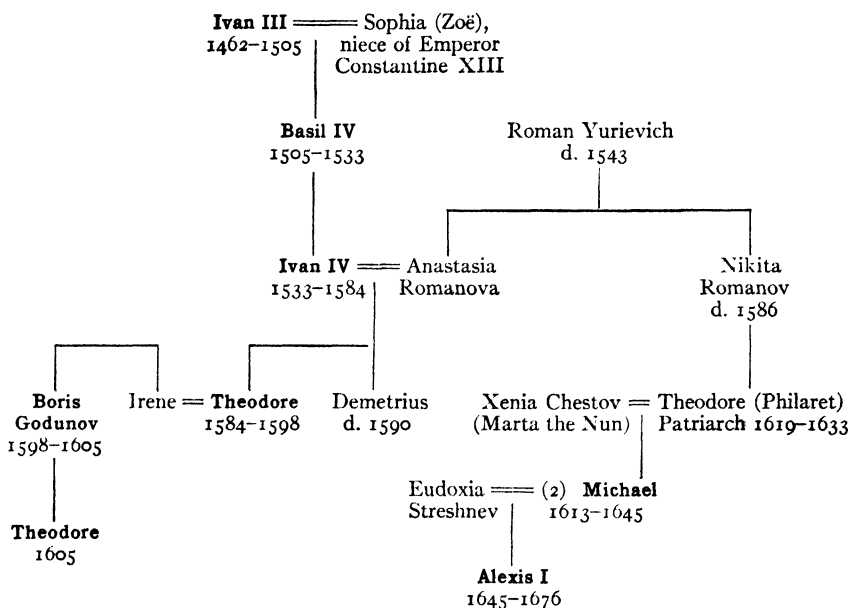 Ivan III
1462–1505
Sophia (Zoë),
niece of Emperor
Constantine XIII
Basil IV
1505–1533
Roman Yurievich
d. 1543
Ivan IV
1533–1584
Anastasia
Romanova
Nikita
Romanov
d. 1586
Boris
Godunov
1598–1605
Irene
Theodore
1584–1598
Demetrius
d. 1590
Xenia Chestov
(Marta the Nun)
Theodore (Philaret)
Patriarch 1619–1633
Theodore
1605
Eudoxia
Streshnev
(2) Michael
1613–1645
Alexis I
1645–1676